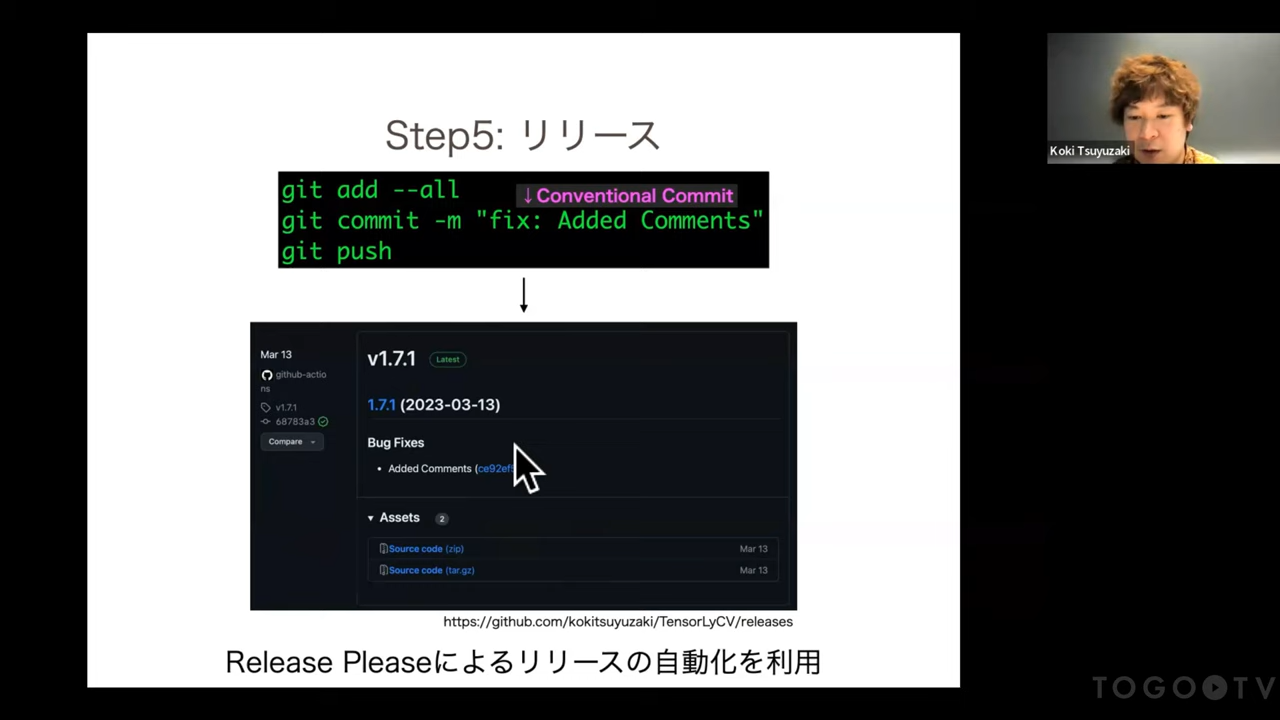 Step5: リリース
git add --all
↓Conventional Commit
git commit -m "fix: Added Comments"
git push
Mar 13
github-actio
ns
v1.7.1
68783a3
Compare
v1.7.1 Latest
1.7.1 (2023-03-13)
Bug Fixes
• Added Comments (ce92ef
Assets 2
Source code (zip) Mar 13
Source code (tar.gz) Mar 13
https://github.com/kokitsuyuzaki/TensorLyCV/releases
Release Pleaseによるリリースの自動化を利用
Koki Tsuyuzaki
TOGO TV